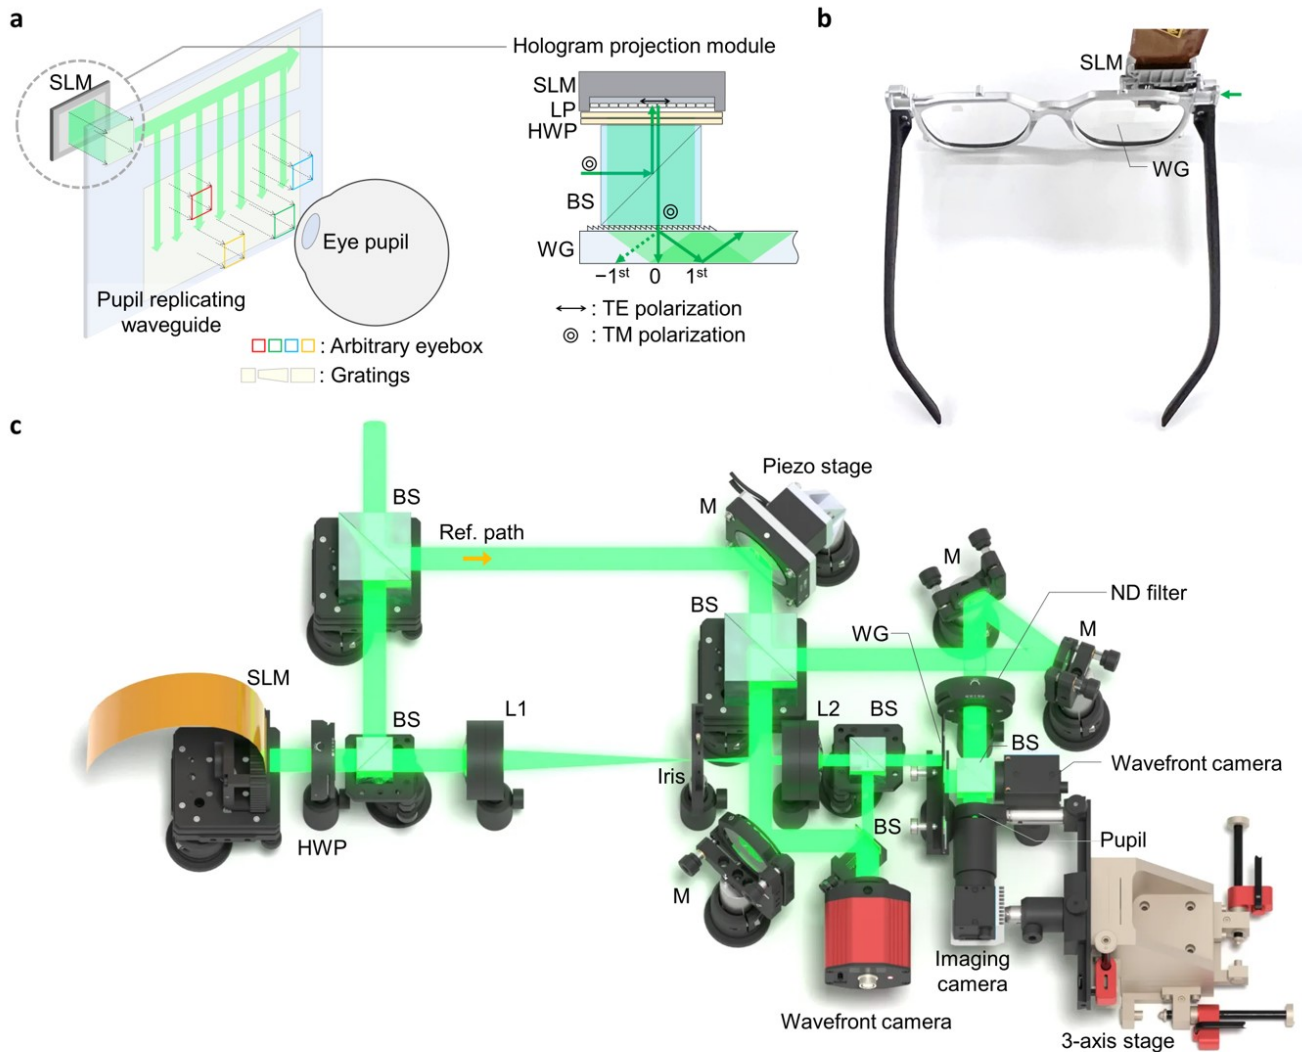 a
b
SLM
Hologram projection module
SLM
LP
HWP
BS
WG
−1st
0
1st
Eye pupil
Pupil replicating
waveguide
: Arbitrary eyebox
: Gratings
: TE polarization
: TM polarization
SLM
WG
c
BS
Ref. path
M
Piezo stage
M
BS
WG
ND filter
M
SLM
BS
L1
L2
BS
BS
Iris
Wavefront camera
HWP
BS
Pupil
M
Imaging
camera
Wavefront camera
3-axis stage